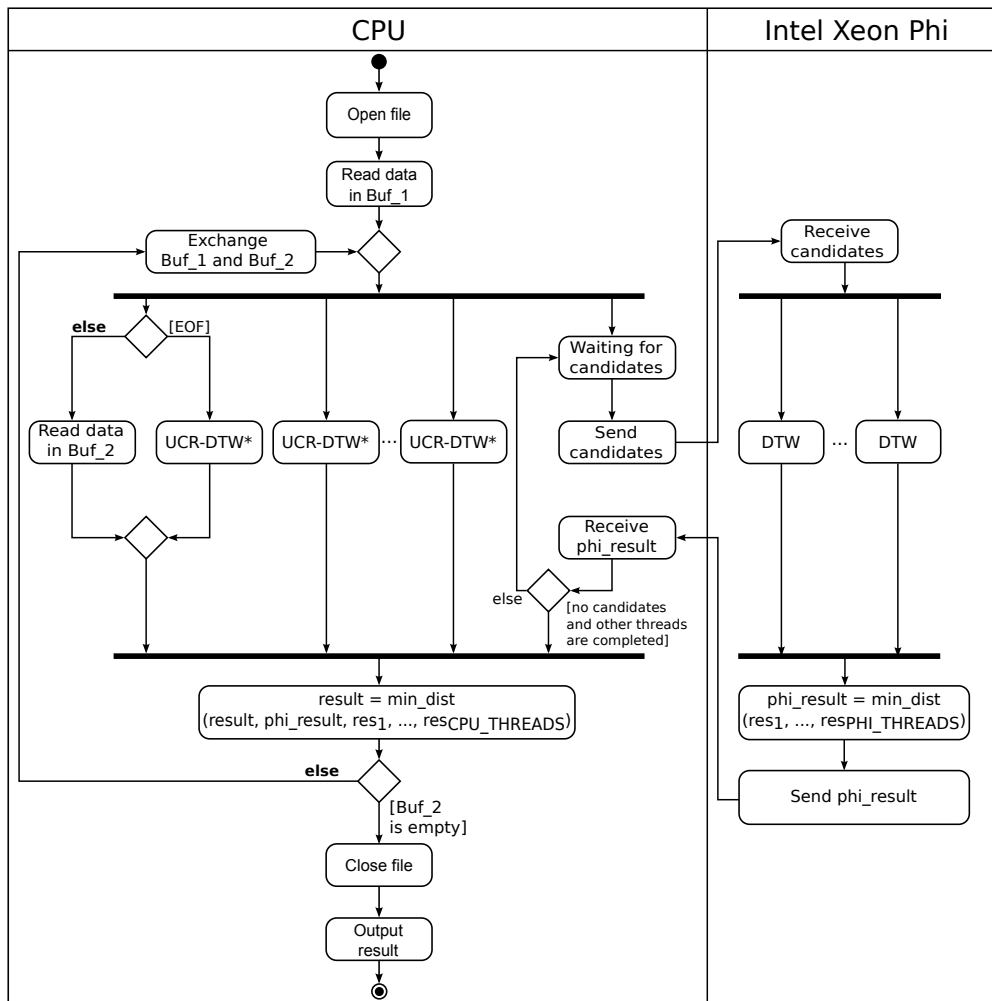 CPU
Intel Xeon Phi
Open file
Read data
in Buf_1
Exchange
Buf_1 and Buf_2
Receive
candidates
else
[EOF]
Waiting for
candidates
Read data
in Buf_2
UCR-DTW*
UCR-DTW*
...
UCR-DTW*
Send
candidates
DTW
...
DTW
Receive
phi_result
else
[no candidates
and other threads
are completed]
result = min_dist
(result, phi_result, res1, ..., resCPU_THREADS)
phi_result = min_dist
(res1, ..., resPHI_THREADS)
else
[Buf_2
is empty]
Send phi_result
Close file
Output
result